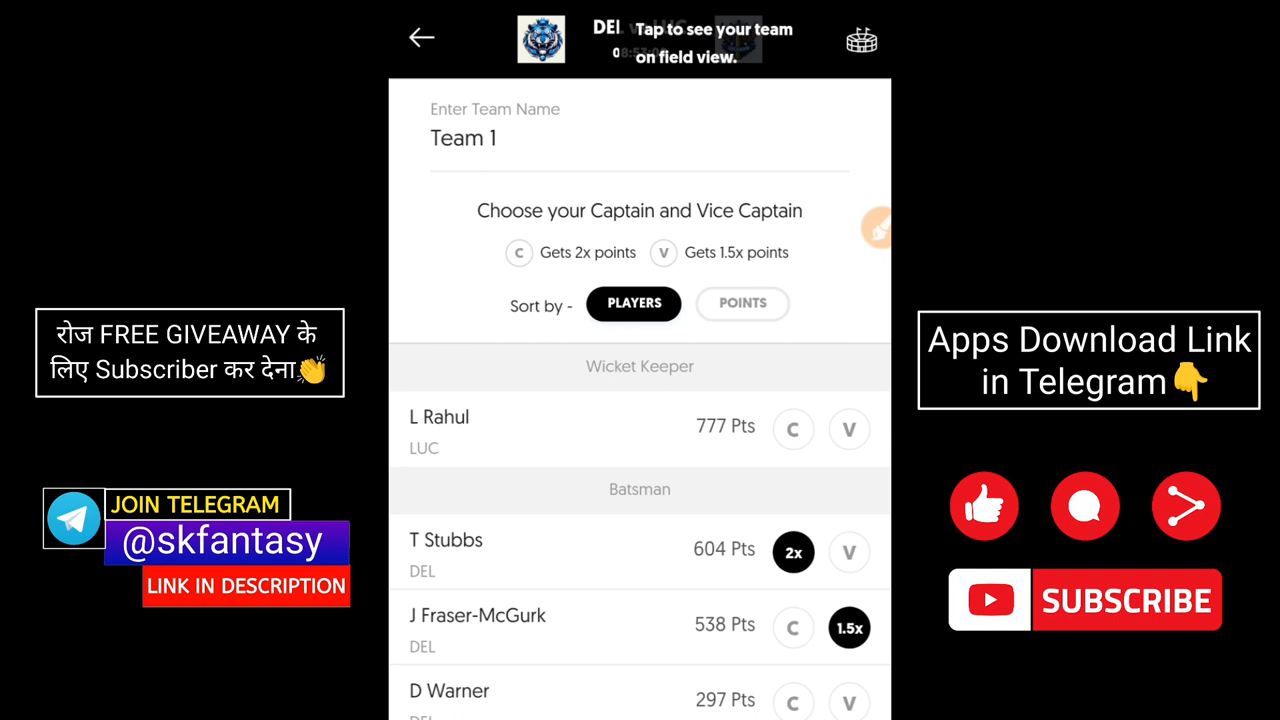 DEL
Tap to see your team
on field view.
Enter Team Name
Team 1
Choose your Captain and Vice Captain
C Gets 2x points V Gets 1.5x points
Sort by - PLAYERS POINTS
Wicket Keeper
L Rahul 777 Pts C V
LUC
Batsman
T Stubbs 604 Pts 2x V
DEL
J Fraser-McGurk 538 Pts C 1.5x
DEL
D Warner 297 Pts C V
DEL
रोज FREE GIVEAWAY के
लिए Subscriber कर देना👏
JOIN TELEGRAM
@skfantasy
LINK IN DESCRIPTION
Apps Download Link
in Telegram👇
SUBSCRIBE